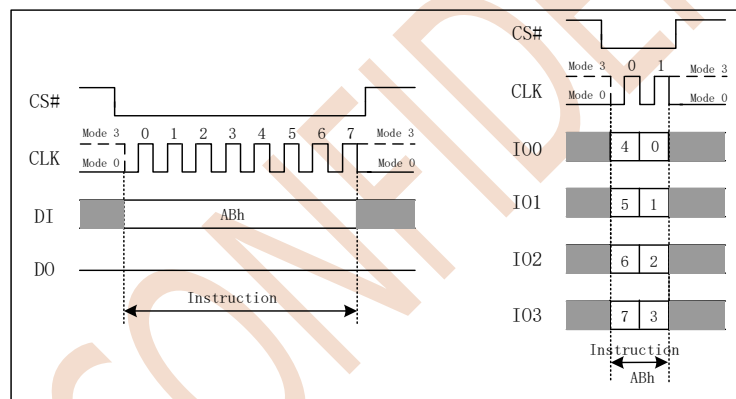 CONFIDE
CS#
Mode 3 0 1 2 3 4 5 6 7 Mode 3
CLK
Mode 0 Mode 0
DI ABh
DO
Instruction
CS#
Mode 3 0 1 Mode 3
CLK
Mode 0 Mode 0
IO0 4 0
IO1 5 1
IO2 6 2
IO3 7 3
Instruction
ABh